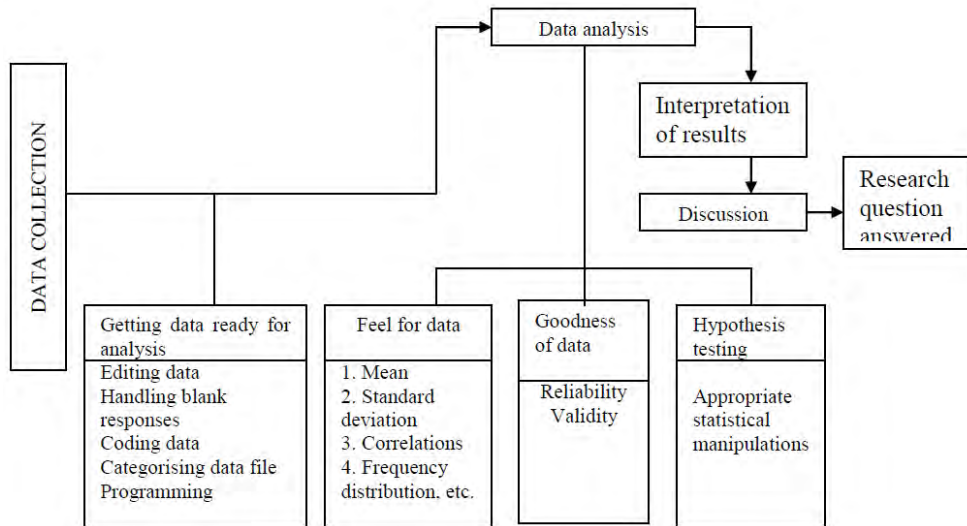 DATA COLLECTION
Data analysis
Interpretation
of results
Discussion
Research
question
answered
Getting data ready for
analysis
Editing data
Handling blank
responses
Coding data
Categorising data file
Programming
Feel for data
1. Mean
2. Standard
deviation
3. Correlations
4. Frequency
distribution, etc.
Goodness
of data
Reliability
Validity
Hypothesis
testing
Appropriate
statistical
manipulations